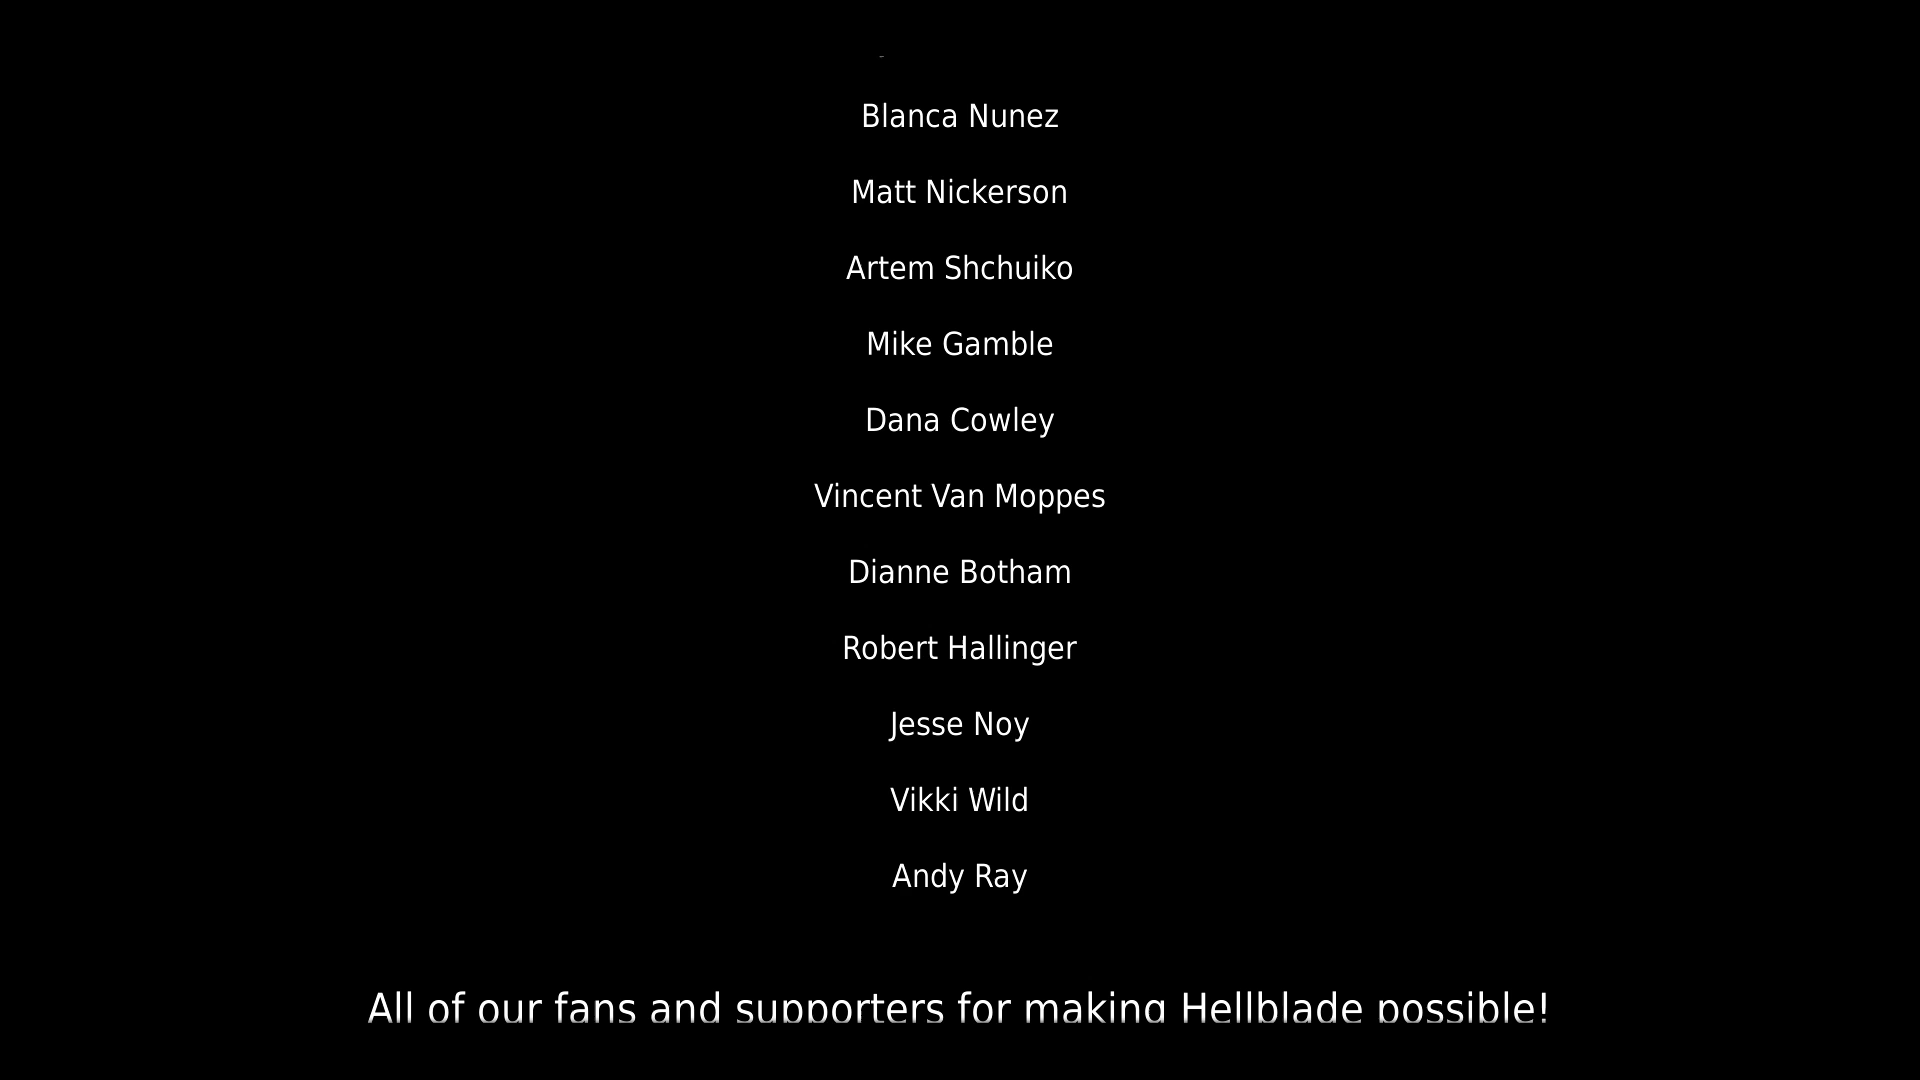 Blanca Nunez
Matt Nickerson
Artem Shchuiko
Mike Gamble
Dana Cowley
Vincent Van Moppes
Dianne Botham
Robert Hallinger
Jesse Noy
Vikki Wild
Andy Ray
All of our fans and supporters for making Hellblade possible!